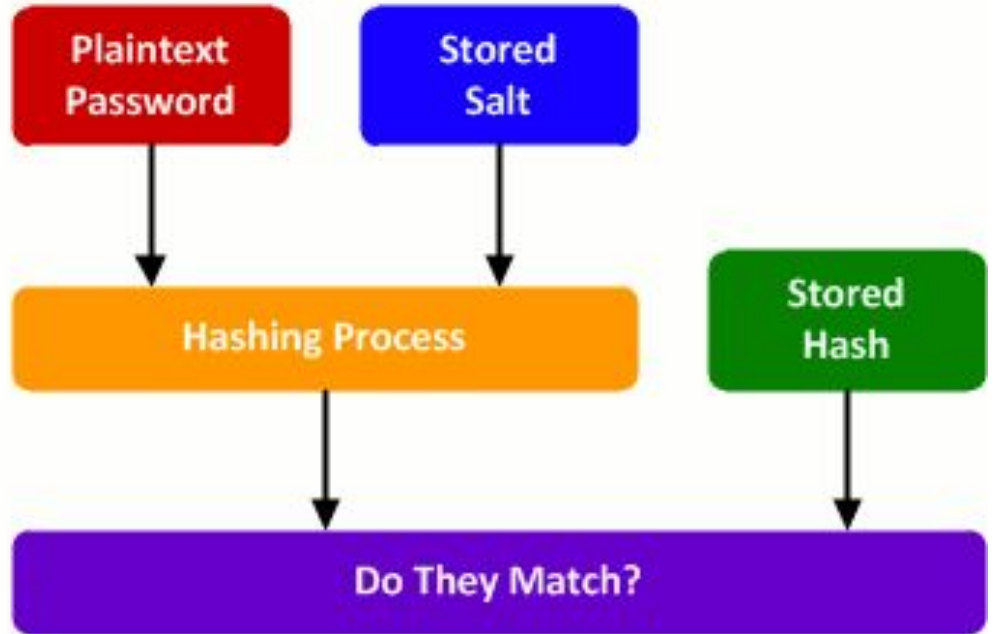 Plaintext
Password
Stored
Salt
Hashing Process
Stored
Hash
Do They Match?